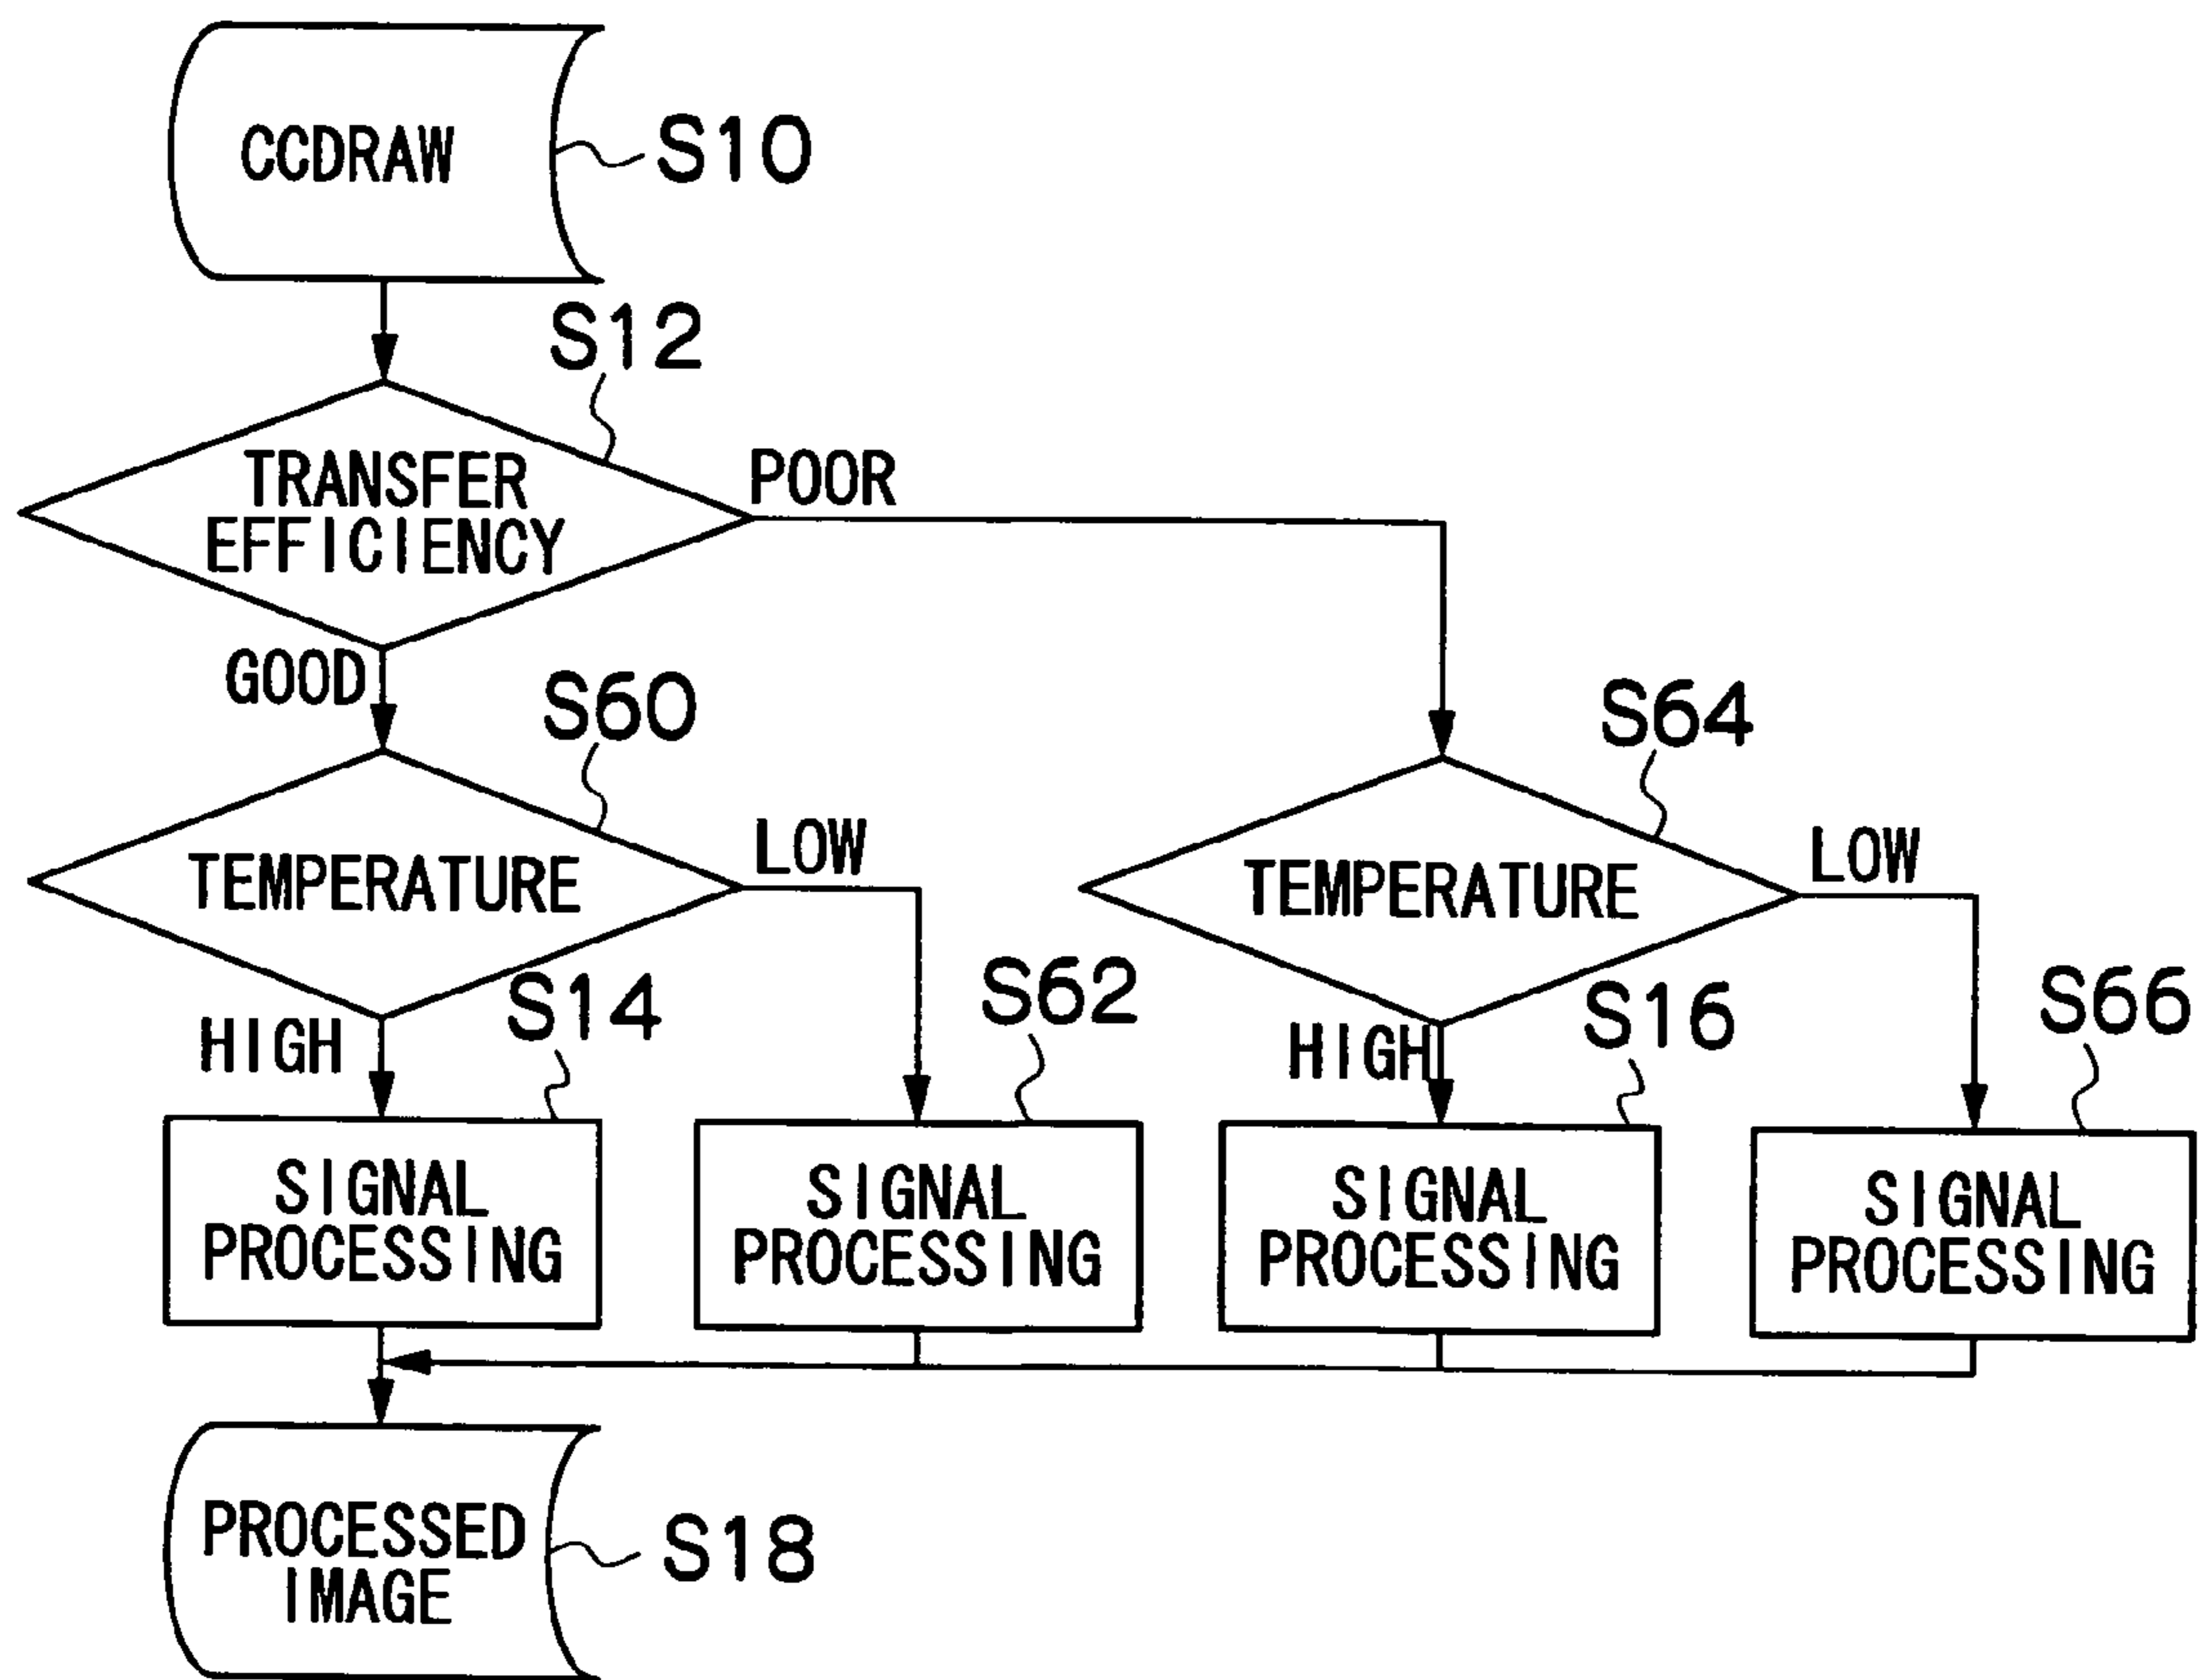 CCDRAW
S10
S12
TRANSFER
EFFICIENCY
POOR
GOOD
S60
S64
TEMPERATURE
LOW
TEMPERATURE
LOW
HIGH
S14
S62
HIGH
S16
S66
SIGNAL
PROCESSING
SIGNAL
PROCESSING
SIGNAL
PROCESSING
SIGNAL
PROCESSING
PROCESSED
IMAGE
S18